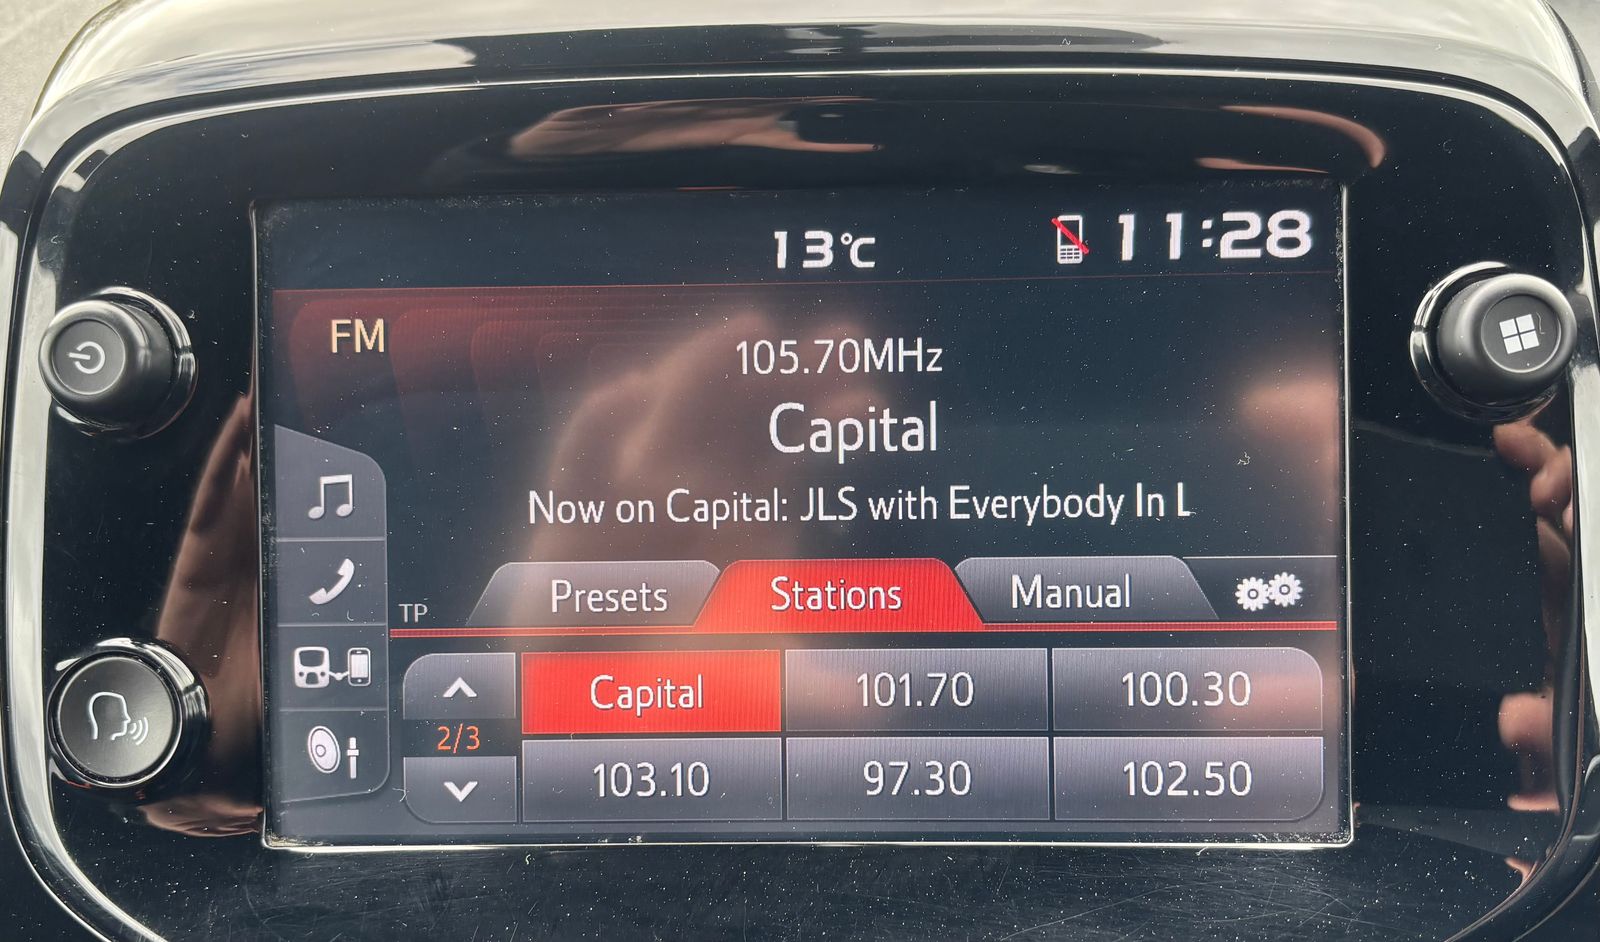 13°C 11:28
FM
105.70MHz
Capital
Now on Capital: JLS with Everybody In L
TP
Presets Stations Manual
Capital 101.70 100.30
2/3
103.10 97.30 102.50